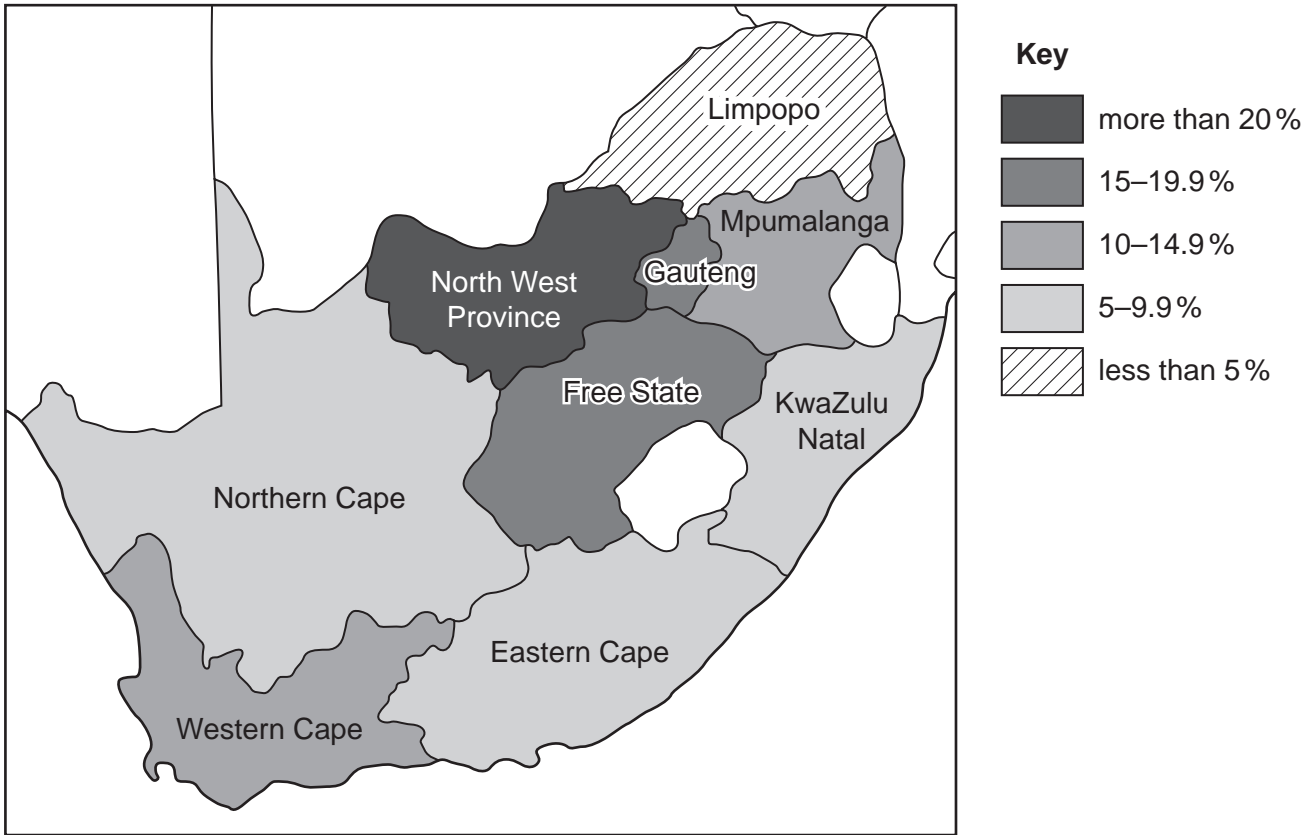 Key
more than 20 %
15–19.9 %
10–14.9 %
5–9.9 %
less than 5 %
Limpopo
Mpumalanga
Gauteng
North West
Province
Free State
KwaZulu
Natal
Northern Cape
Eastern Cape
Western Cape